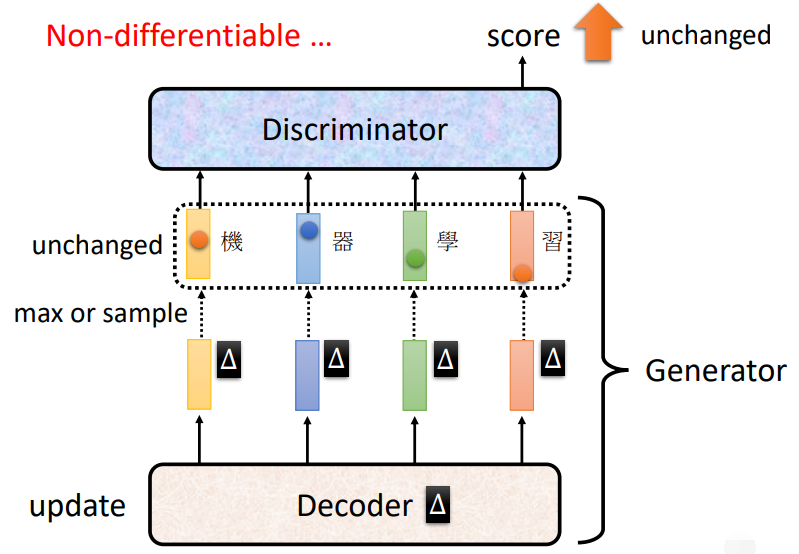 Non-differentiable ...
score
unchanged
Discriminator
unchanged
機
器
學
習
max or sample
Δ
Δ
Δ
Δ
Generator
update
Decoder Δ